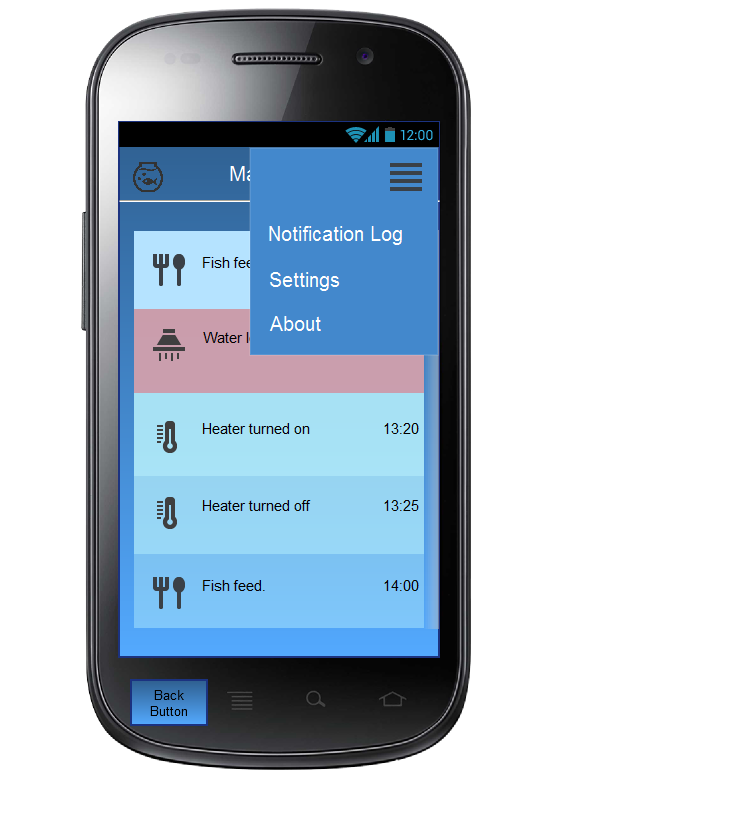 12:00
Ma
Notification Log
Fish fee
Settings
About
Water l
Heater turned on 13:20
Heater turned off 13:25
Fish feed. 14:00
Back
Button